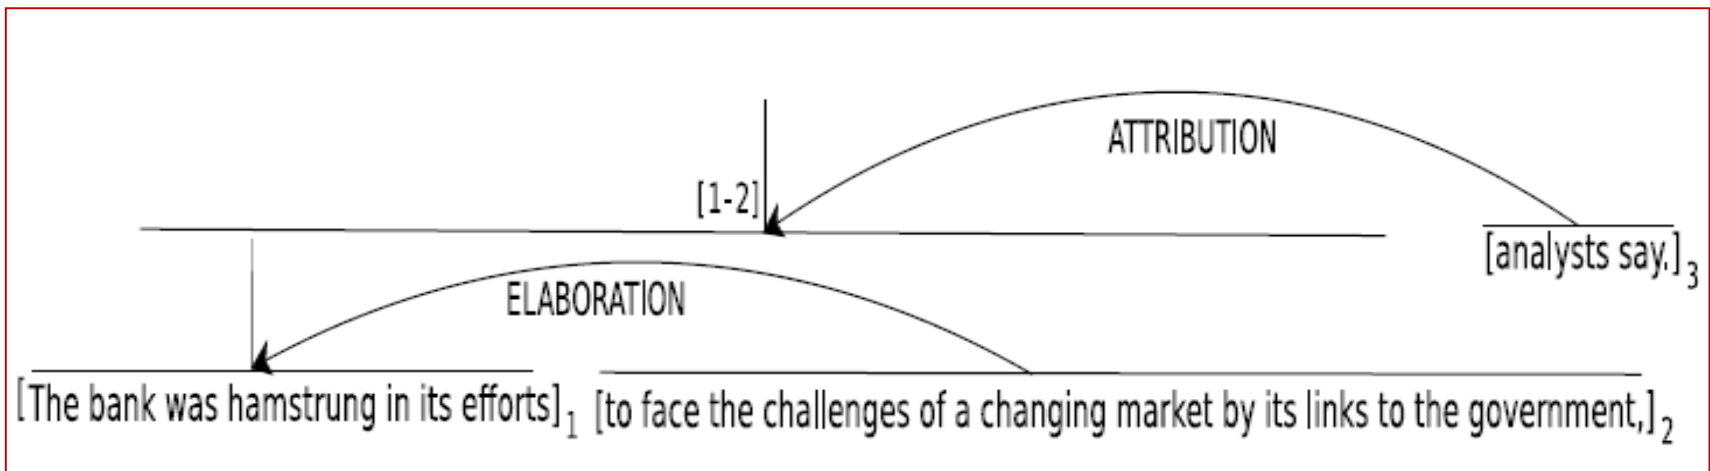 ATTRIBUTION
[1-2]
[analysts say.]3
ELABORATION
[The bank was hamstrung in its efforts]1 [to face the challenges of a changing market by its links to the government,]2